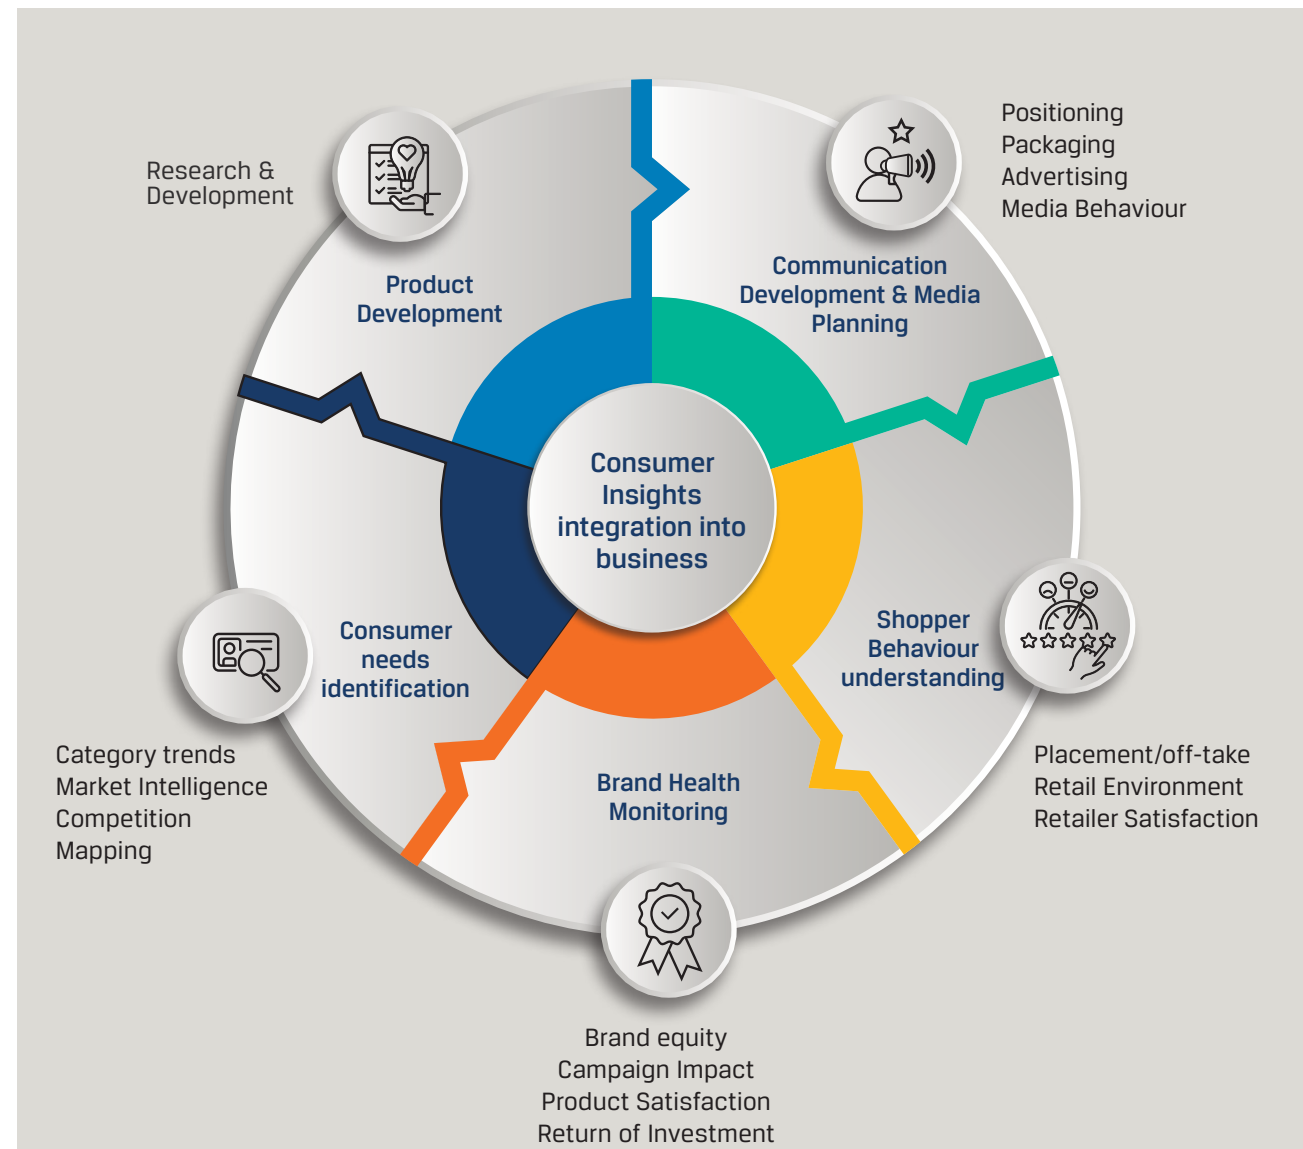 Research &
Development
Positioning
Packaging
Advertising
Media Behaviour
Product
Development
Communication
Development & Media
Planning
Consumer
Insights
integration into
business
Consumer
needs
identification
Shopper
Behaviour
understanding
Brand Health
Monitoring
Category trends
Market Intelligence
Competition
Mapping
Placement/off-take
Retail Environment
Retailer Satisfaction
Brand equity
Campaign Impact
Product Satisfaction
Return of Investment